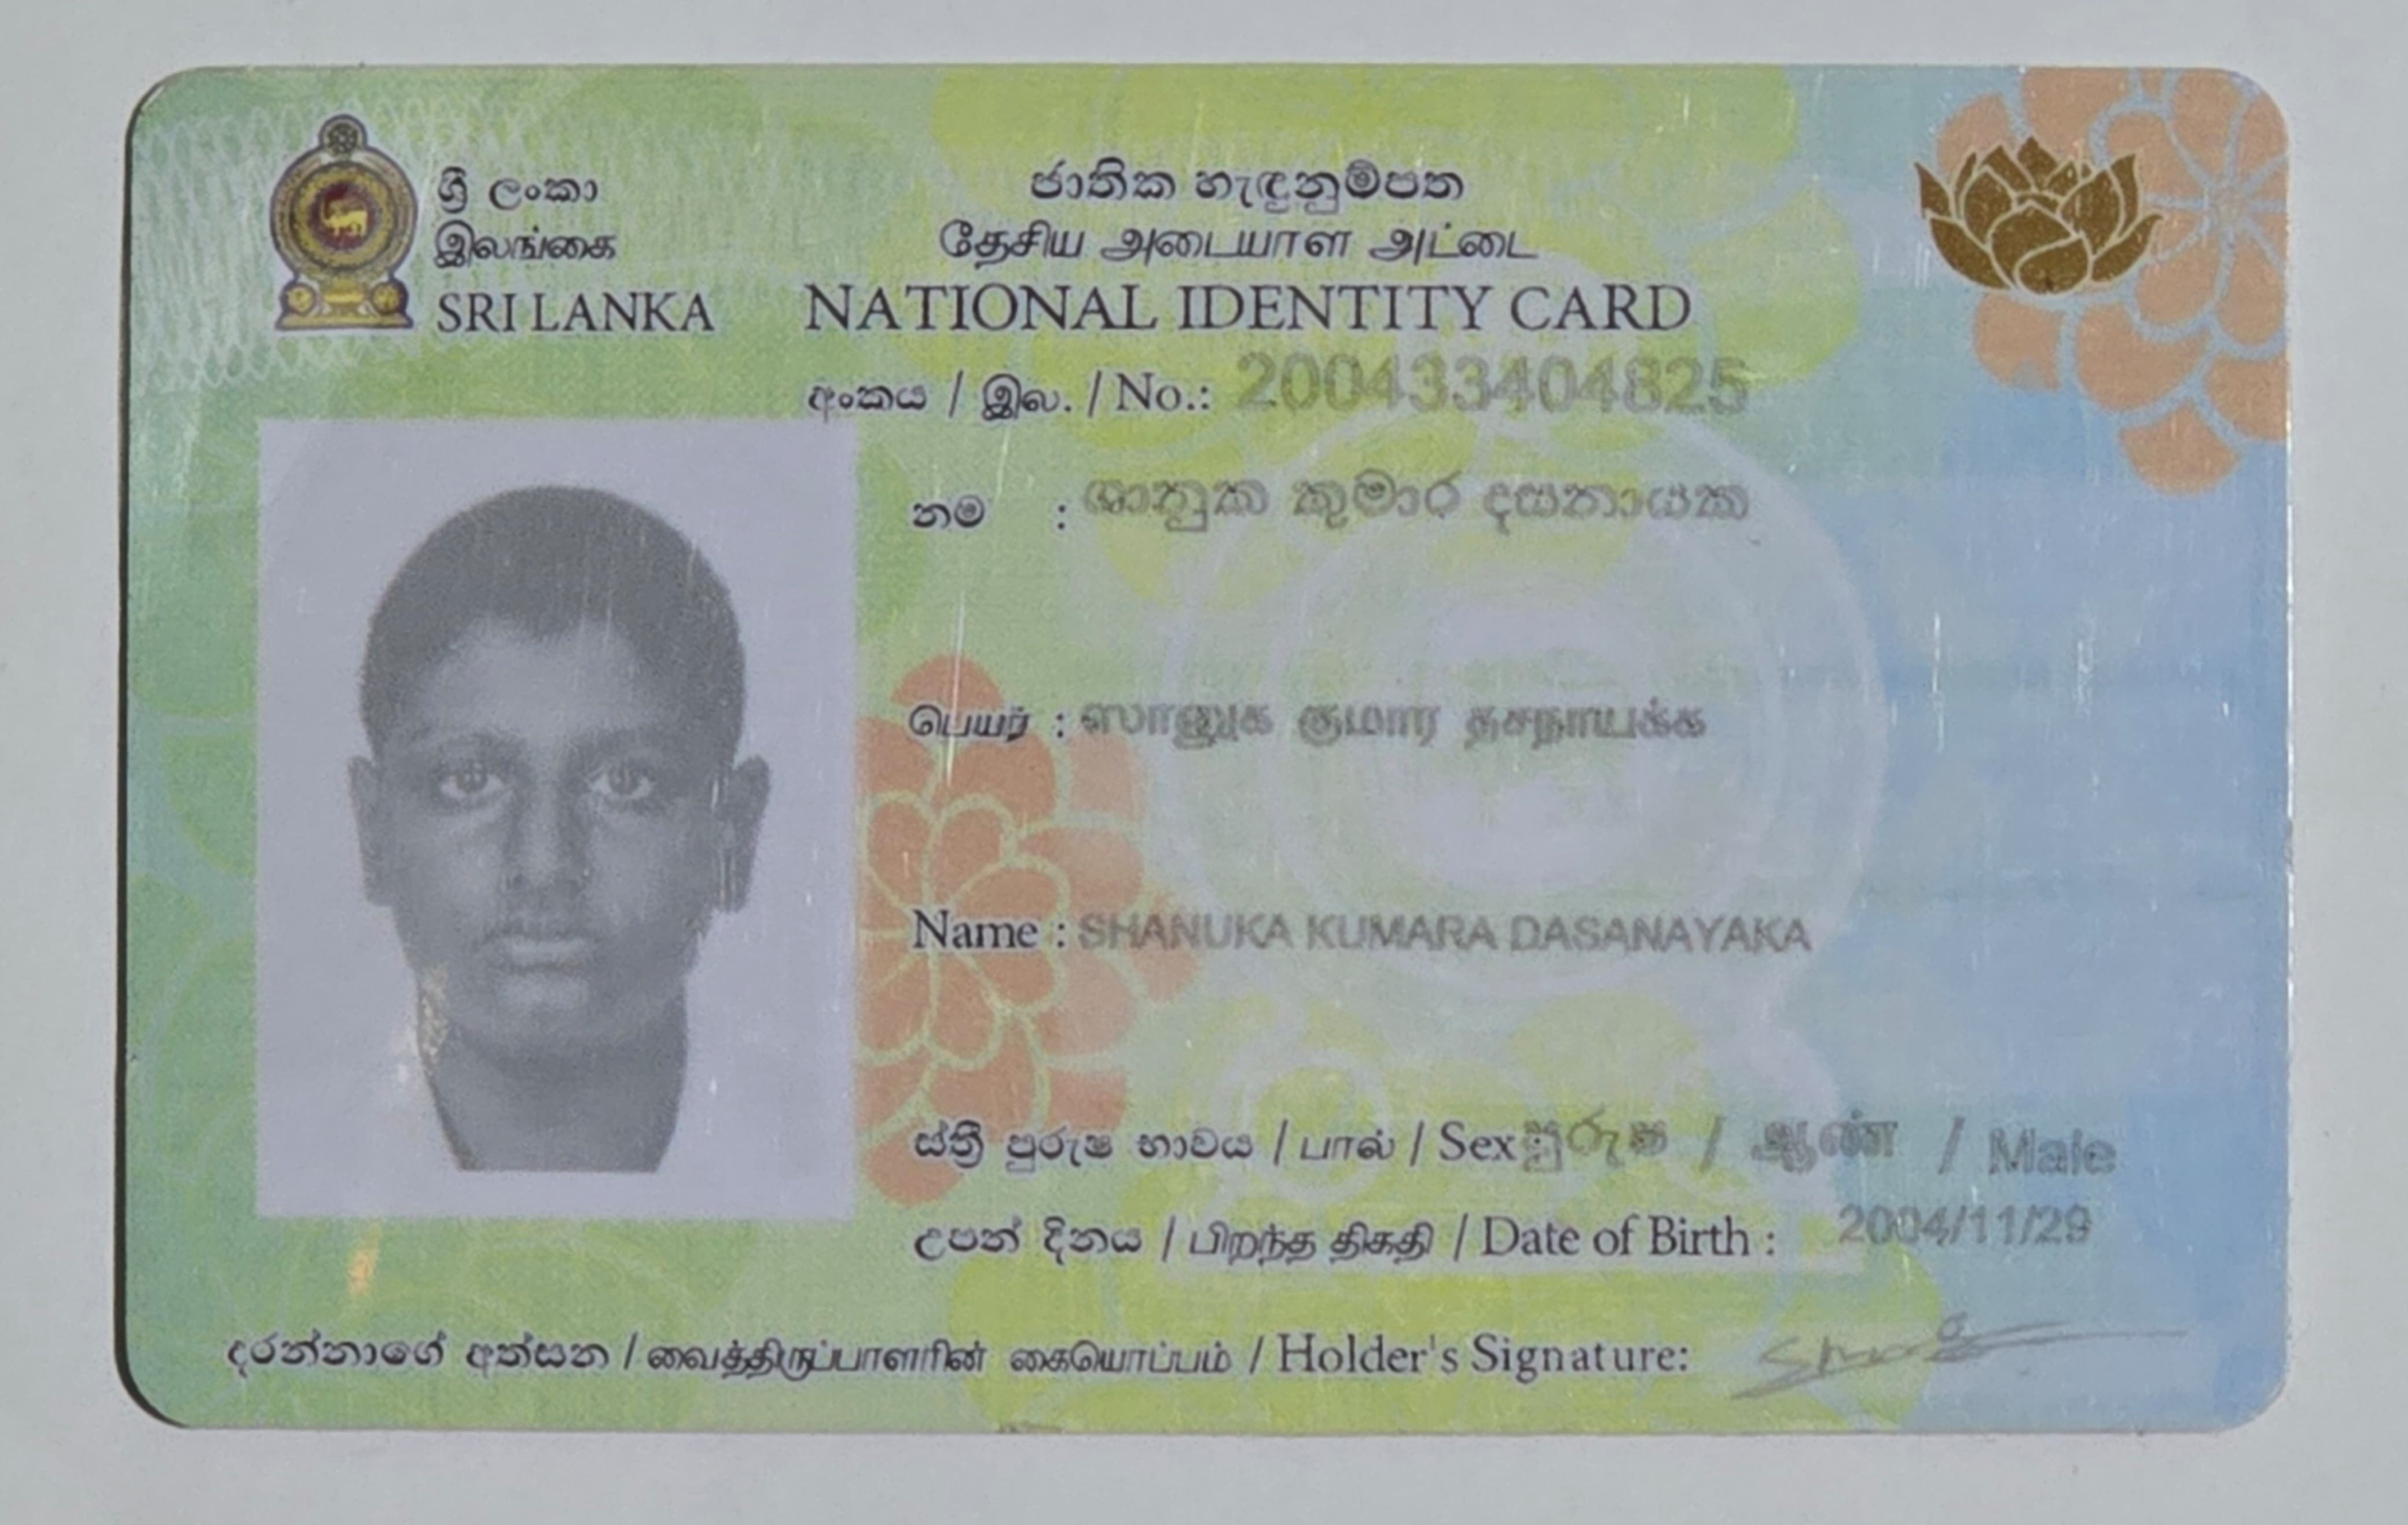 ශ්‍රී ලංකා
இலங்கை
SRI LANKA
ජාතික හැඳුනුම්පත
தேசிய அடையாள அட்டை
NATIONAL IDENTITY CARD
අංකය / இல. / No.: 200433404825
නම : ශානුක කුමාර දසනායක
பெயர் : ஸானுக குமார தசநாயக்க
Name : SHANUKA KUMARA DASANAYAKA
ස්ත්‍රී පුරුෂ භාවය / பால் / Sex පුරුෂ / ஆண் / Male
උපන් දිනය / பிறந்த திகதி / Date of Birth : 2004/11/29
දරන්නාගේ අත්සන / வைத்திருப்பாளரின் கையொப்பம் / Holder's Signature: